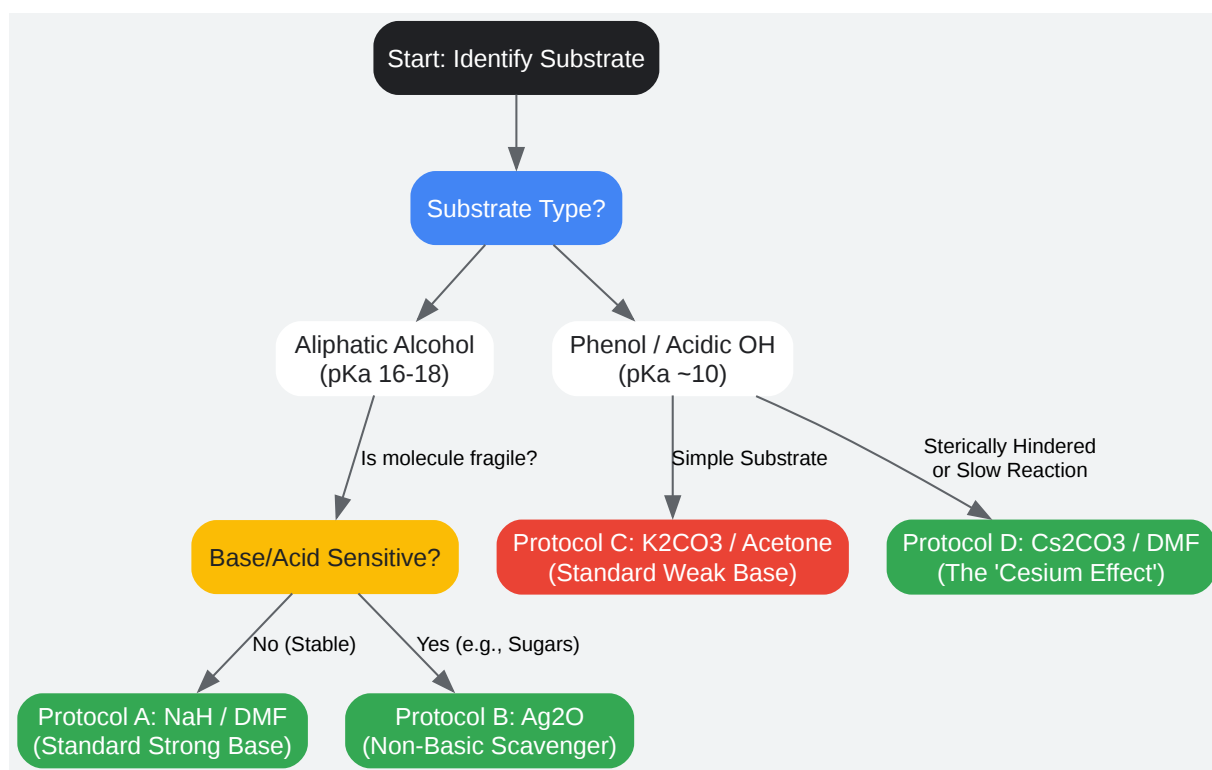 Start: Identify Substrate
Substrate Type?
Aliphatic Alcohol
(pKa 16-18)
Phenol / Acidic OH
(pKa ~10)
Is molecule fragile?
Simple Substrate
Sterically Hindered
or Slow Reaction
Base/Acid Sensitive?
Protocol C: K2CO3 / Acetone
(Standard Weak Base)
Protocol D: Cs2CO3 / DMF
(The 'Cesium Effect')
No (Stable)
Yes (e.g., Sugars)
Protocol A: NaH / DMF
(Standard Strong Base)
Protocol B: Ag2O
(Non-Basic Scavenger)